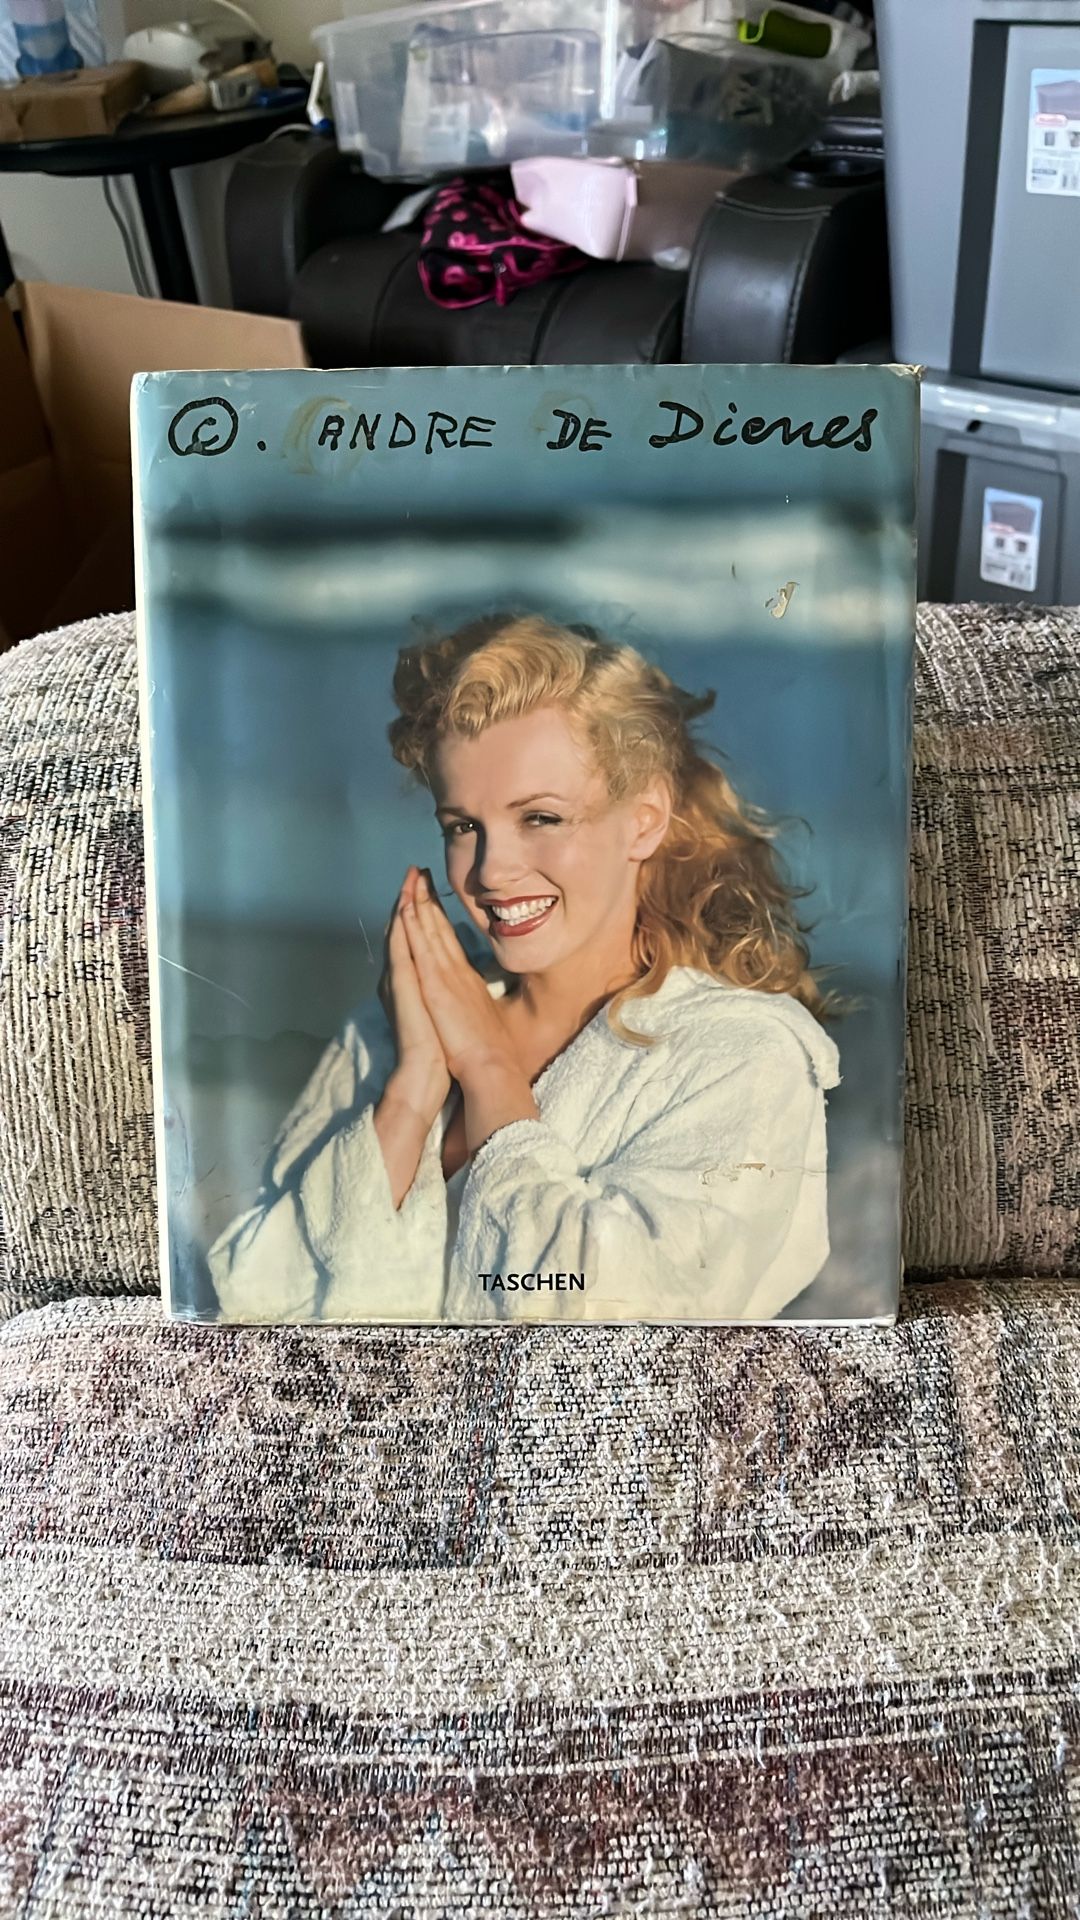 ©. ANDRE DE Dienes
TASCHEN